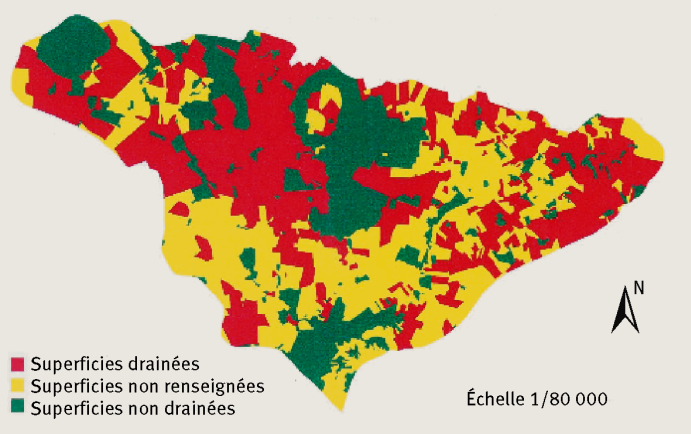 N
Superficies drainées
Superficies non renseignées
Superficies non drainées
Échelle 1/80 000